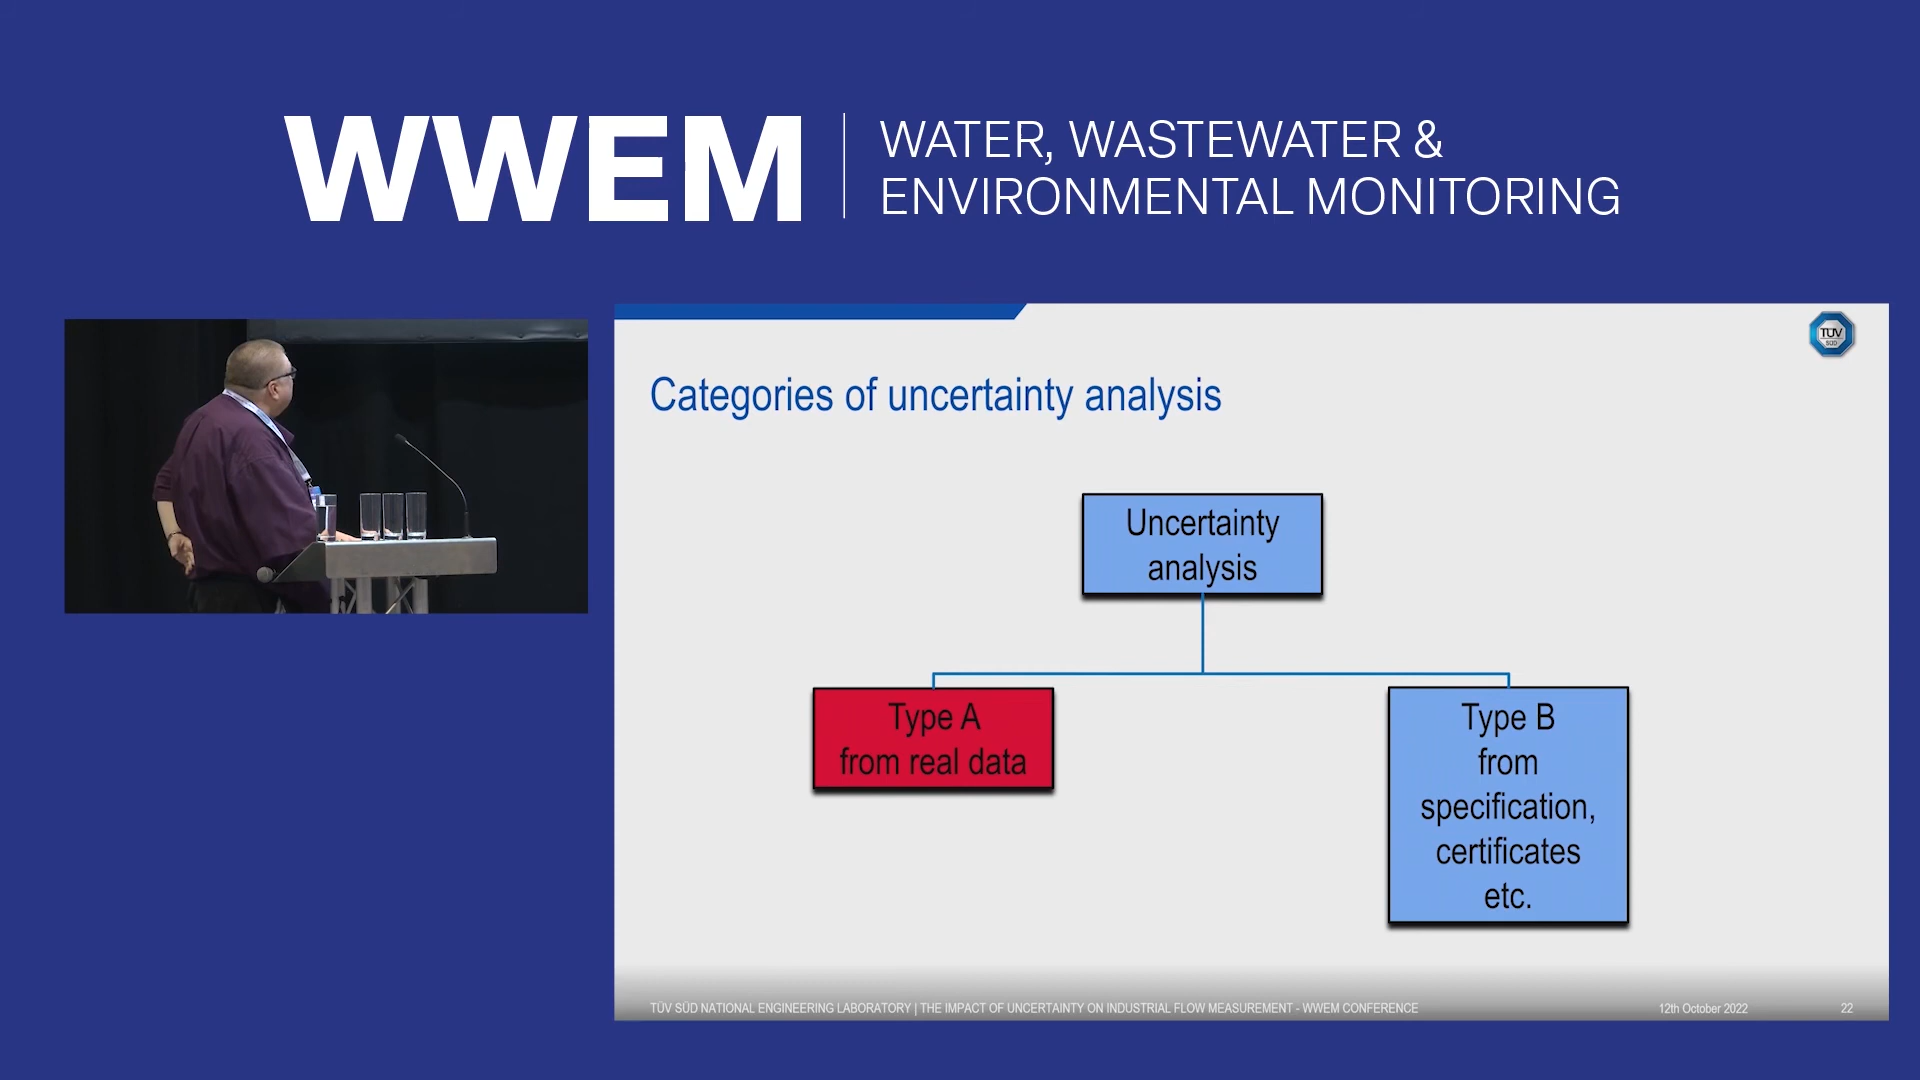 WWEM
WATER, WASTEWATER &
ENVIRONMENTAL MONITORING
TÜV
SÜD
Categories of uncertainty analysis
Uncertainty
analysis
Type A
from real data
Type B
from
specification,
certificates
etc.
TÜV SÜD NATIONAL ENGINEERING LABORATORY | THE IMPACT OF UNCERTAINTY ON INDUSTRIAL FLOW MEASUREMENT - WWEM CONFERENCE
12th October 2022
22